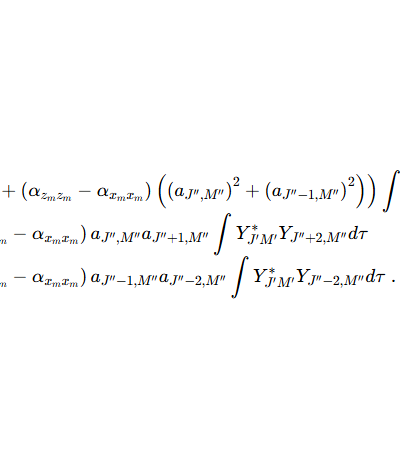 + (α_{z_m z_m} − α_{x_m x_m}) ((a_{J″,M″})² + (a_{J″−1,M″})²)) ∫
_m − α_{x_m x_m}) a_{J″,M″} a_{J″+1,M″} ∫ Y*_{J′M′} Y_{J″+2,M″} dτ
_m − α_{x_m x_m}) a_{J″−1,M″} a_{J″−2,M″} ∫ Y*_{J′M′} Y_{J″−2,M″} dτ .